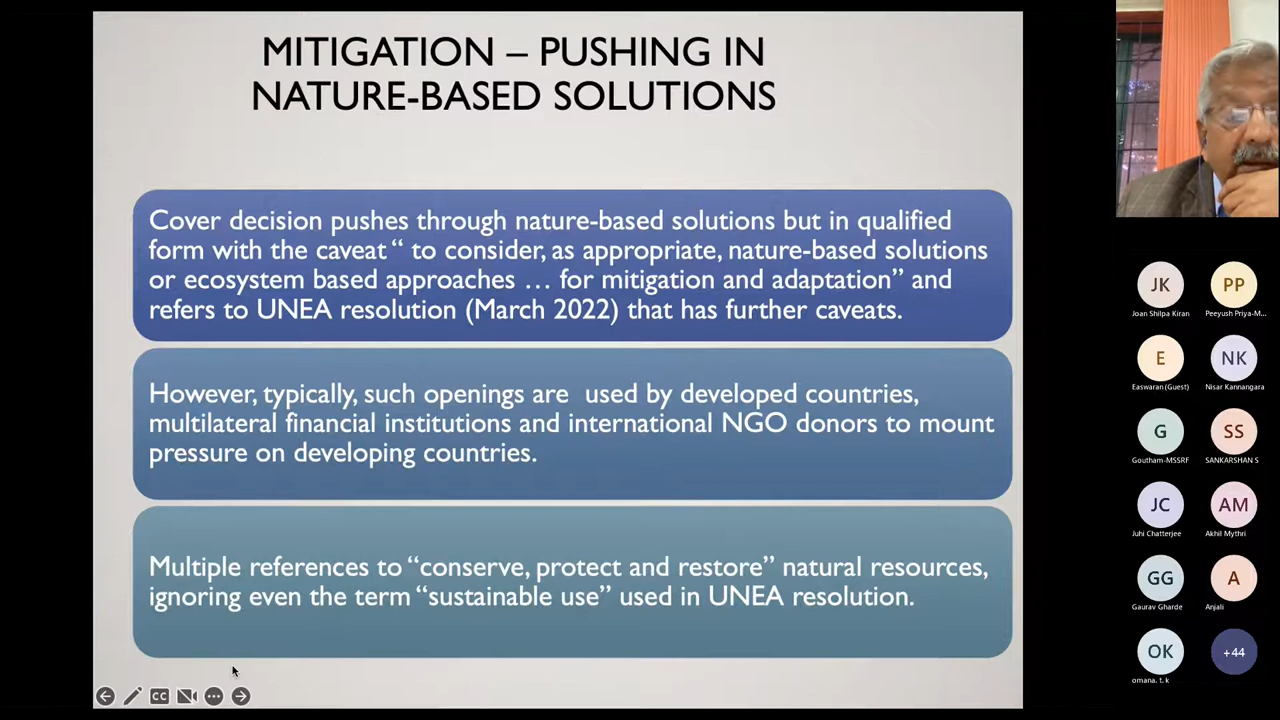 MITIGATION – PUSHING IN
NATURE-BASED SOLUTIONS
Cover decision pushes through nature-based solutions but in qualified
form with the caveat “ to consider, as appropriate, nature-based solutions
or ecosystem based approaches … for mitigation and adaptation” and
refers to UNEA resolution (March 2022) that has further caveats.
However, typically, such openings are  used by developed countries,
multilateral financial institutions and international NGO donors to mount
pressure on developing countries.
Multiple references to “conserve, protect and restore” natural resources,
ignoring even the term “sustainable use” used in UNEA resolution.
CC
JK
PP
Joan Shilpa Kiran
Peeyush Priya-M...
E
NK
Easwaran (Guest)
Nisar Kannangara
G
SS
Goutham-MSSRF
SANKARSHAN S
JC
AM
Juhi Chatterjee
Akhil Mythri
GG
A
Gaurav Gharde
Anjali
OK
+44
omana. t. k